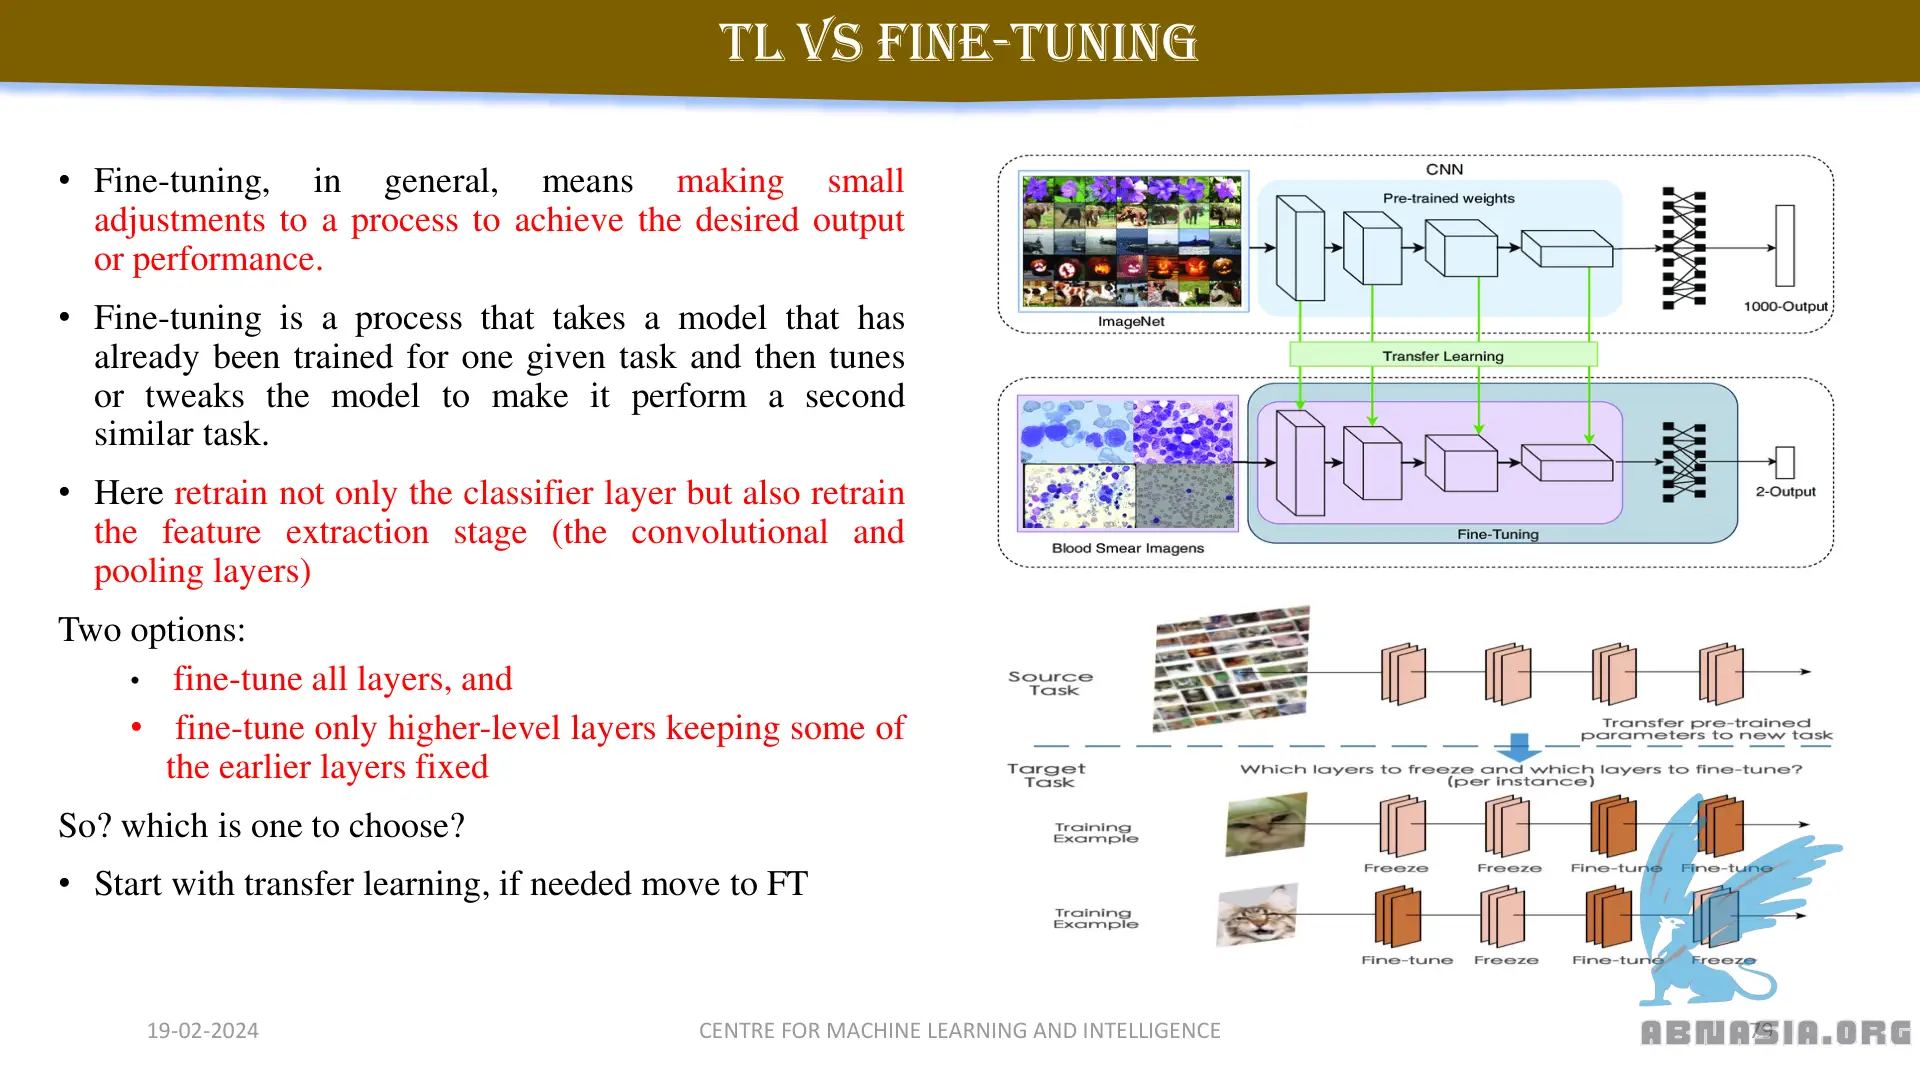 TL VS FINE-TUNING
• Fine-tuning, in general, means making small
adjustments to a process to achieve the desired output
or performance.
• Fine-tuning is a process that takes a model that has
already been trained for one given task and then tunes
or tweaks the model to make it perform a second
similar task.
• Here retrain not only the classifier layer but also retrain
the feature extraction stage (the convolutional and
pooling layers)
Two options:
• fine-tune all layers, and
• fine-tune only higher-level layers keeping some of
the earlier layers fixed
So? which is one to choose?
• Start with transfer learning, if needed move to FT
CNN
Pre-trained weights
1000-Output
ImageNet
Transfer Learning
2-Output
Fine-Tuning
Blood Smear Imagens
Source
Task
Transfer pre-trained
parameters to new task
Target
Task
Which layers to freeze and which layers to fine-tune?
(per instance)
Training
Example
Freeze Freeze Fine-tune Fine-tune
Training
Example
Fine-tune Freeze Fine-tune Freeze
19-02-2024
CENTRE FOR MACHINE LEARNING AND INTELLIGENCE
79
ABNASIA.ORG